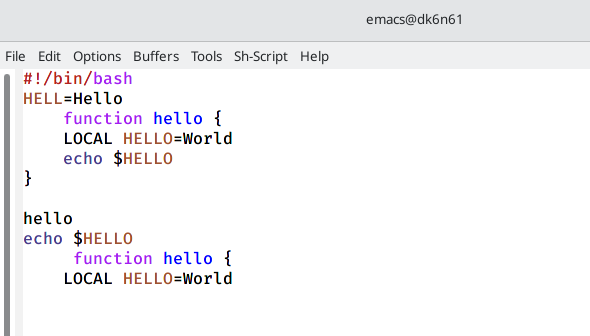 emacs@dk6n61
File Edit Options Buffers Tools Sh-Script Help
#!/bin/bash
HELL=Hello
    function hello {
    LOCAL HELLO=World
    echo $HELLO
}

hello
echo $HELLO
     function hello {
    LOCAL HELLO=World